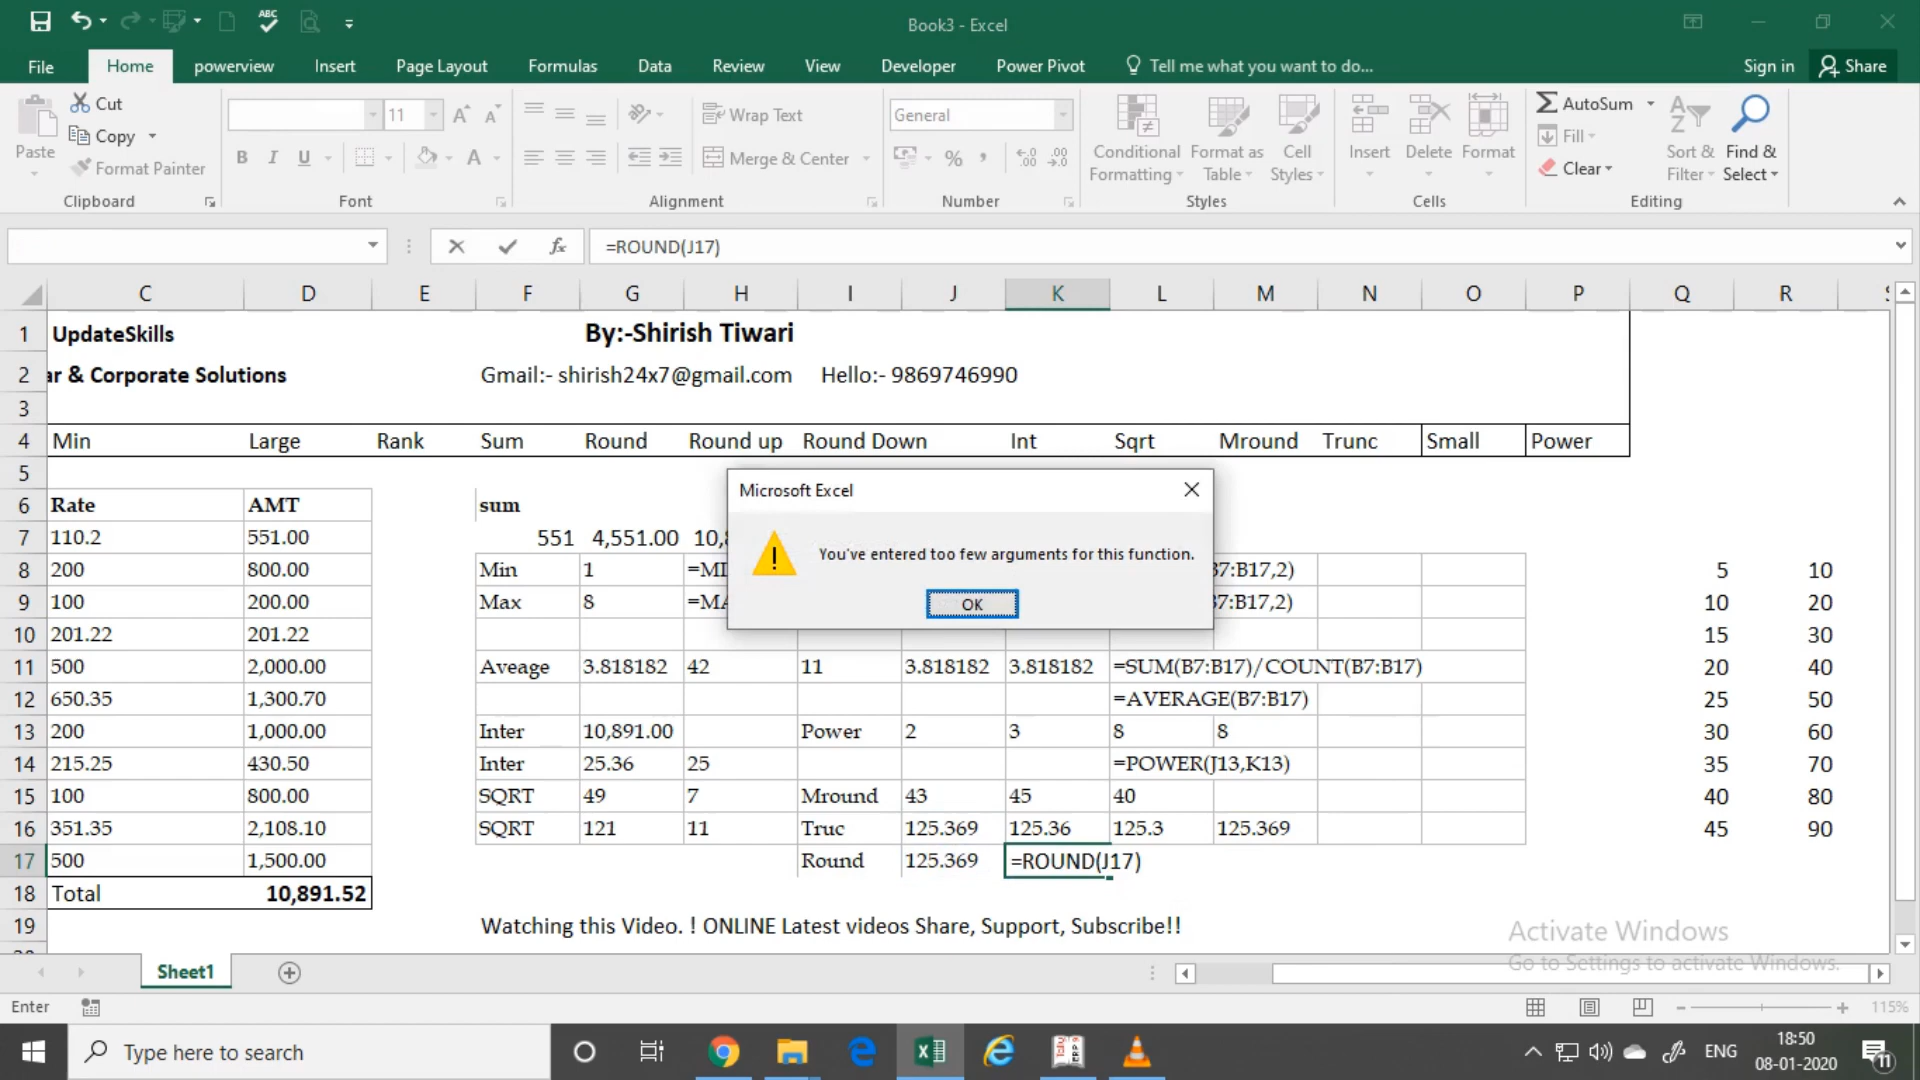 ABC
Book3 - Excel
File Home powerview Insert Page Layout Formulas Data Review View Developer Power Pivot Tell me what you want to do... Sign in Share
Paste Cut Copy Format Painter Clipboard
11 A A B I U A Font
Wrap Text Merge & Center Alignment
General % Number
Conditional Formatting Format as Table Cell Styles Styles
Insert Delete Format Cells
AutoSum Fill Clear Sort & Filter Find & Select Editing
fx =ROUND(J17)
C D E F G H I J K L M N O P Q R
1 UpdateSkills By:-Shirish Tiwari
2 ar & Corporate Solutions Gmail:- shirish24x7@gmail.com Hello:- 9869746990
3
4 Min Large Rank Sum Round Round up Round Down Int Sqrt Mround Trunc Small Power
5
6 Rate AMT sum
7 110.2 551.00 551 4,551.00 10,8
8 200 800.00 Min 1 =MI 37:B17,2) 5 10
9 100 200.00 Max 8 =MA 37:B17,2) 10 20
10 201.22 201.22 15 30
11 500 2,000.00 Aveage 3.818182 42 11 3.818182 3.818182 =SUM(B7:B17)/COUNT(B7:B17) 20 40
12 650.35 1,300.70 =AVERAGE(B7:B17) 25 50
13 200 1,000.00 Inter 10,891.00 Power 2 3 8 8 30 60
14 215.25 430.50 Inter 25.36 25 =POWER(J13,K13) 35 70
15 100 800.00 SQRT 49 7 Mround 43 45 40 40 80
16 351.35 2,108.10 SQRT 121 11 Truc 125.369 125.36 125.3 125.369 45 90
17 500 1,500.00 Round 125.369 =ROUND(J17)
18 Total 10,891.52
19 Watching this Video. ! ONLINE Latest videos Share, Support, Subscribe!!
Microsoft Excel
You've entered too few arguments for this function.
OK
Activate Windows
Go to Settings to activate Windows.
Sheet1
Enter 115%
Type here to search
ENG 18:50
08-01-2020
11